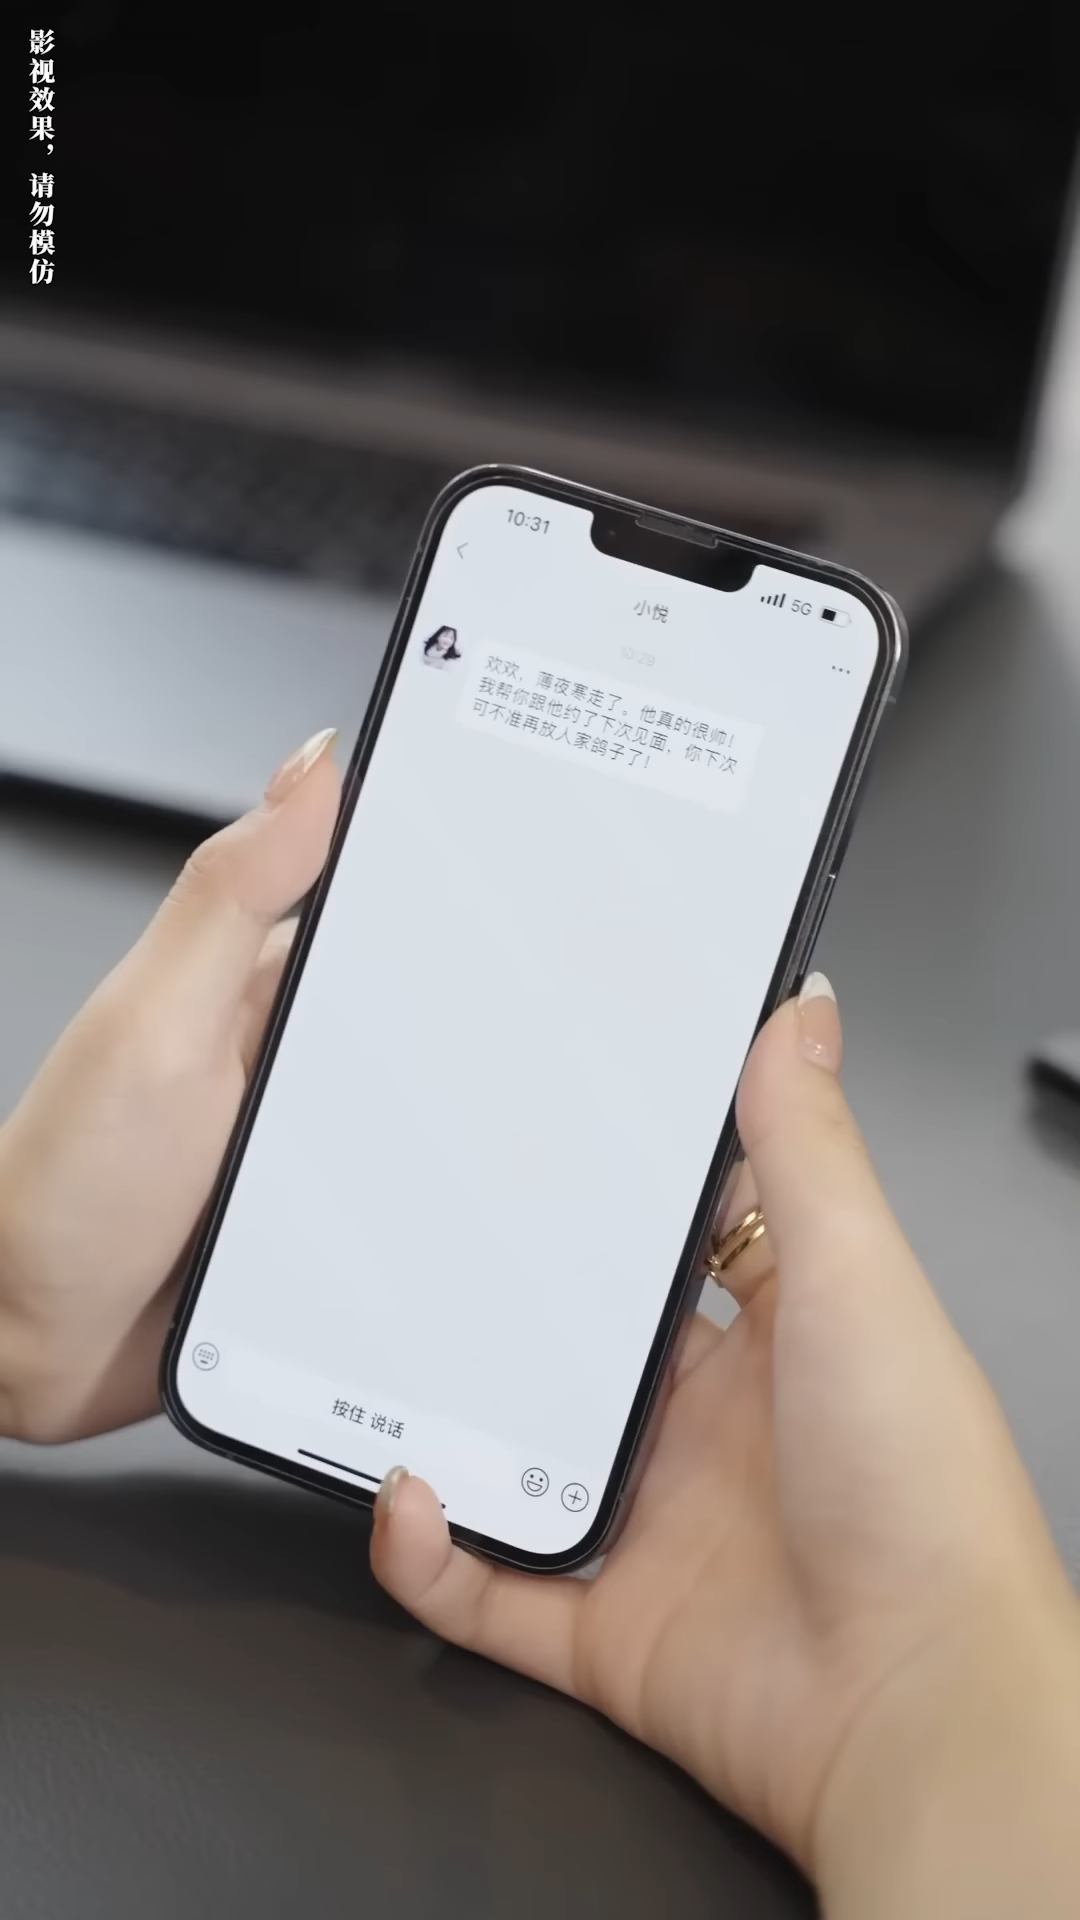 影视效果，请勿模仿
10:31
5G
小悦
10:29
欢欢，薄夜寒走了。他真的很帅！
我帮你跟他约了下次见面，你下次
可不准再放人家鸽子了！
按住 说话